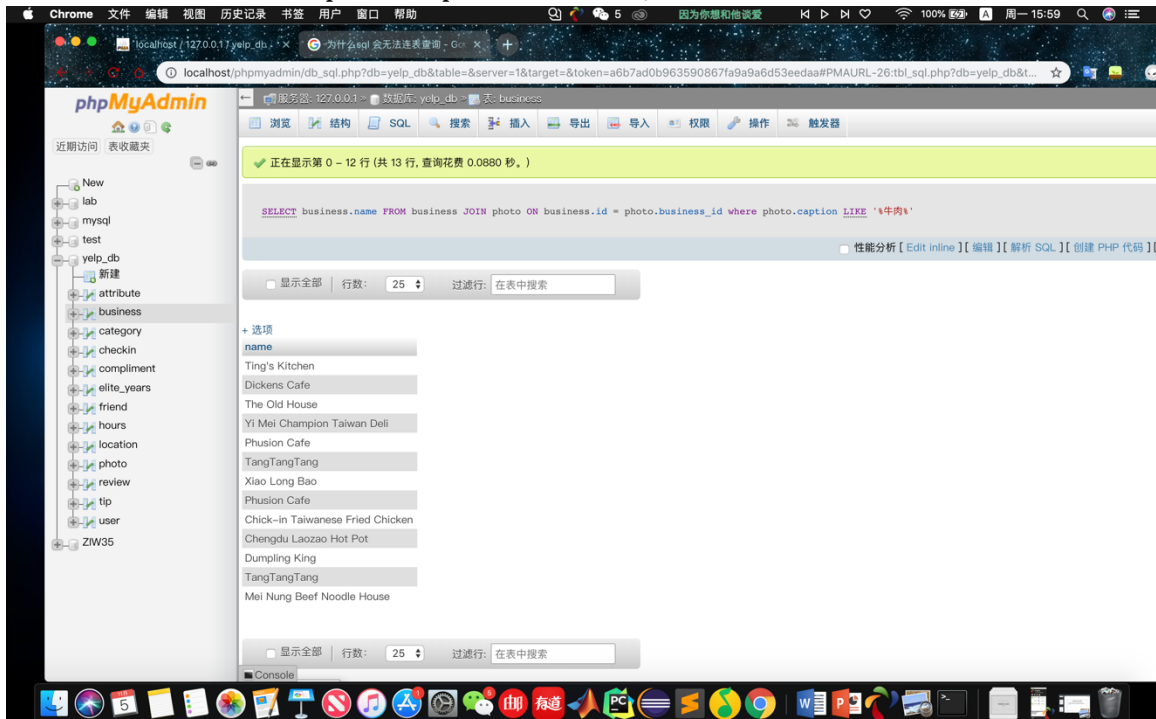 Chrome 文件 编辑 视图 历史记录 书签 用户 窗口 帮助 5 因为你想和他谈爱 100% A 周一 15:59
localhost / 127.0.0.1 / yelp_db × 为什么sql 会无法连表查询 - Goo × +
localhost/phpmyadmin/db_sql.php?db=yelp_db&table=&server=1&target=&token=a6b7ad0b963590867fa9a9a6d53eedaa#PMAURL-26:tbl_sql.php?db=yelp_db&t...
phpMyAdmin
近期访问 表收藏夹
New
lab
mysql
test
yelp_db
新建
attribute
business
category
checkin
compliment
elite_years
friend
hours
location
photo
review
tip
user
ZIW35
服务器: 127.0.0.1 » 数据库: yelp_db » 表: business
浏览 结构 SQL 搜索 插入 导出 导入 权限 操作 触发器
正在显示第 0 - 12 行 (共 13 行, 查询花费 0.0880 秒。)
SELECT business.name FROM business JOIN photo ON business.id = photo.business_id where photo.caption LIKE '%牛肉%'
性能分析 [ Edit inline ] [ 编辑 ] [ 解析 SQL ] [ 创建 PHP 代码 ] [
显示全部 行数: 25 过滤行: 在表中搜索
+ 选项
name
Ting's Kitchen
Dickens Cafe
The Old House
Yi Mei Champion Taiwan Deli
Phusion Cafe
TangTangTang
Xiao Long Bao
Phusion Cafe
Chick-in Taiwanese Fried Chicken
Chengdu Laozao Hot Pot
Dumpling King
TangTangTang
Mei Nung Beef Noodle House
显示全部 行数: 25 过滤行: 在表中搜索
Console
5 有道 PC W P